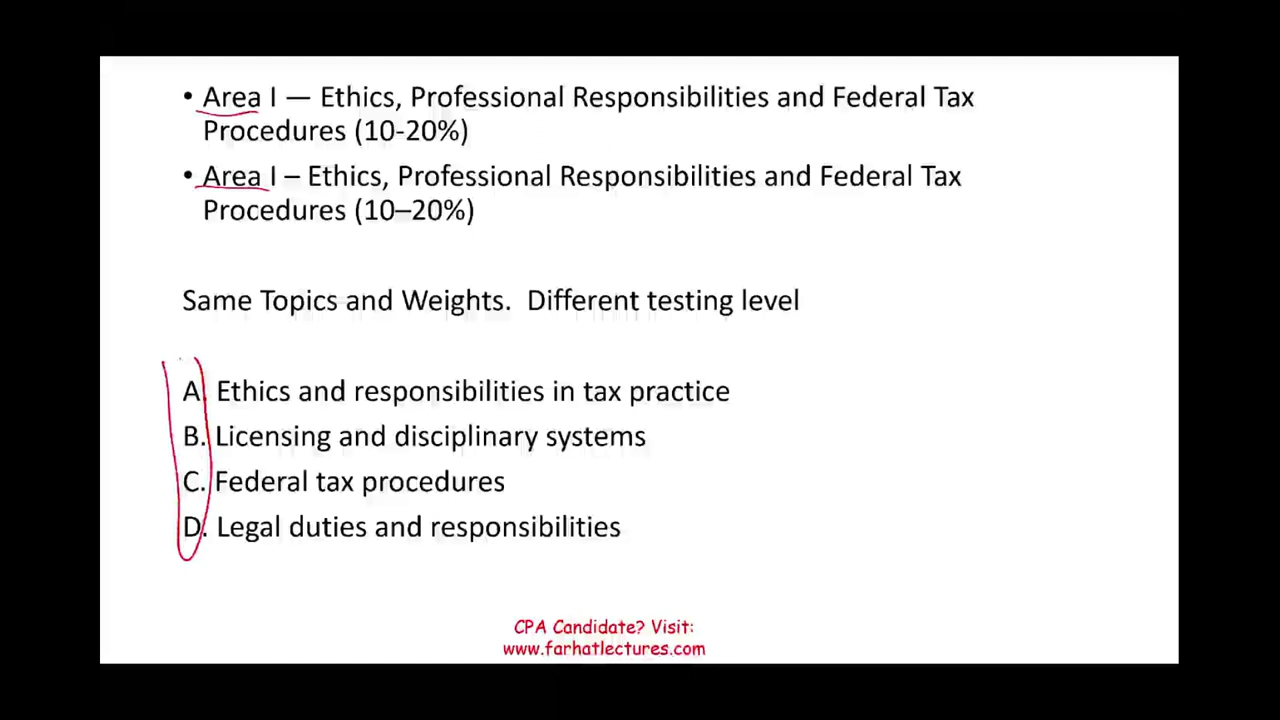 • Area I — Ethics, Professional Responsibilities and Federal Tax
Procedures (10-20%)
• Area I – Ethics, Professional Responsibilities and Federal Tax
Procedures (10–20%)
Same Topics and Weights. Different testing level
A. Ethics and responsibilities in tax practice
B. Licensing and disciplinary systems
C. Federal tax procedures
D. Legal duties and responsibilities
CPA Candidate? Visit:
www.farhatlectures.com